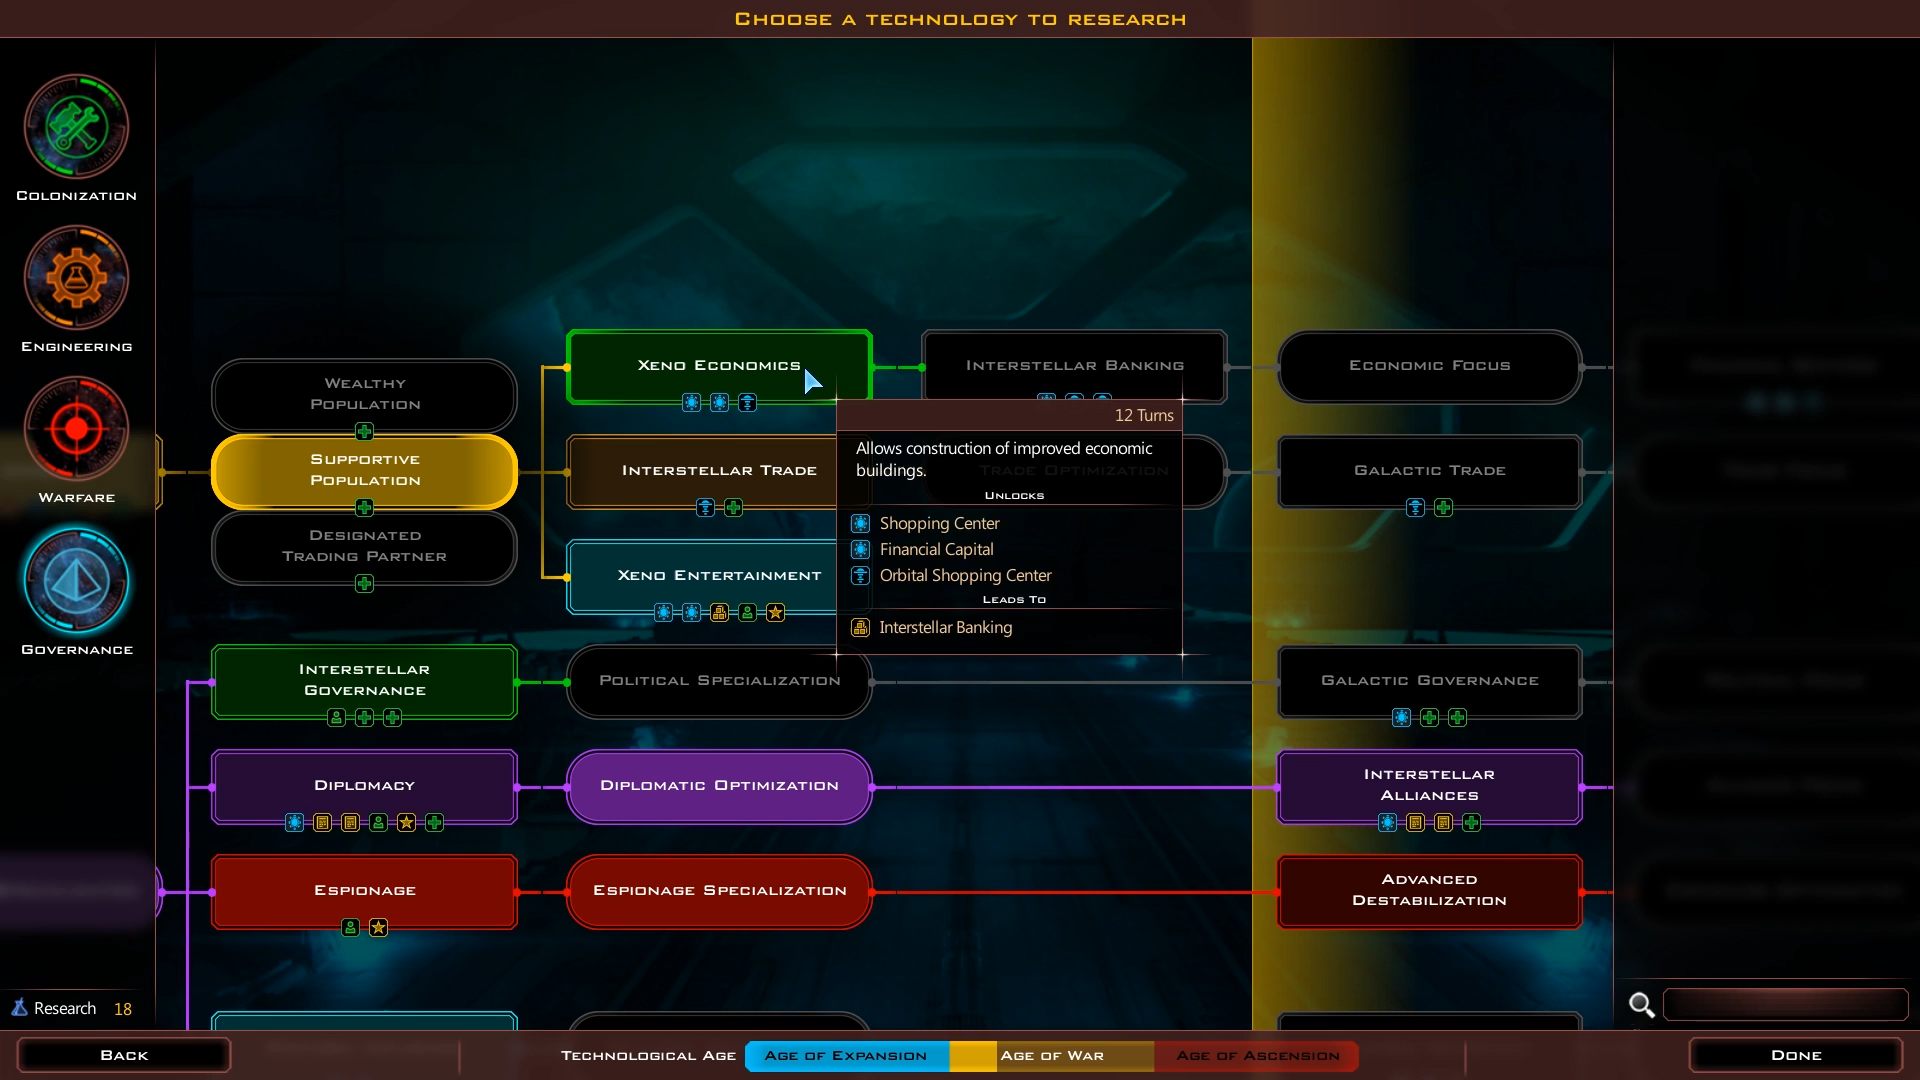 Choose a technology to research
Colonization
Engineering
Warfare
Governance
Wealthy
Population
Supportive
Population
Designated
Trading Partner
Xeno Economics
Interstellar Banking
Economic Focus
Interstellar Trade
Trade Optimization
Galactic Trade
Xeno Entertainment
12 Turns
Allows construction of improved economic
buildings.
Unlocks
Shopping Center
Financial Capital
Orbital Shopping Center
Leads To
Interstellar Banking
Interstellar
Governance
Political Specialization
Galactic Governance
Diplomacy
Diplomatic Optimization
Interstellar
Alliances
Espionage
Espionage Specialization
Advanced
Destabilization
Research 18
Back
Technological Age
Age of Expansion
Age of War
Age of Ascension
Done